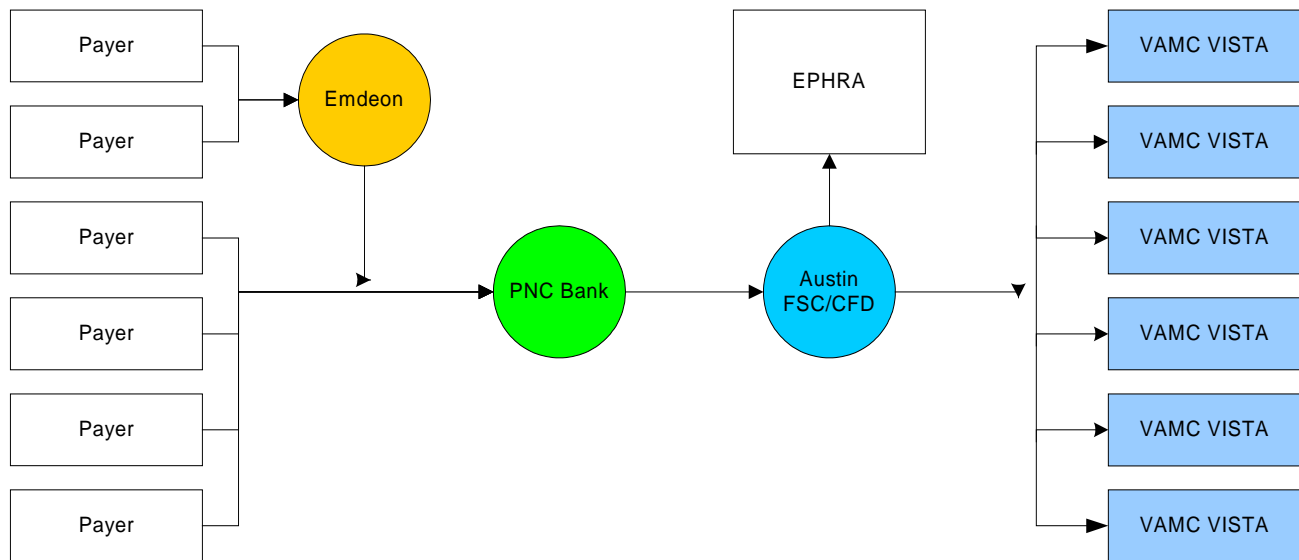 Payer
Payer
Payer
Payer
Payer
Payer
Emdeon
PNC Bank
EPHRA
Austin
FSC/CFD
VAMC VISTA
VAMC VISTA
VAMC VISTA
VAMC VISTA
VAMC VISTA
VAMC VISTA